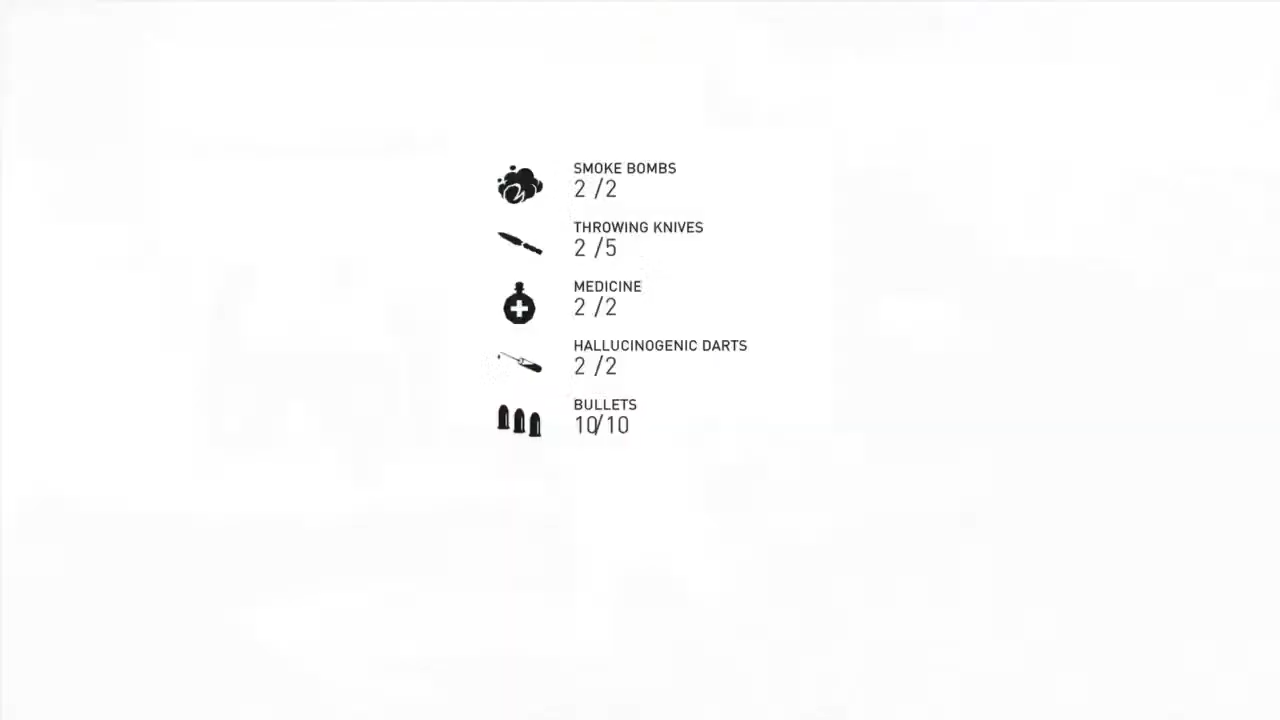 SMOKE BOMBS
2 /2
THROWING KNIVES
2 /5
MEDICINE
2 /2
HALLUCINOGENIC DARTS
2 /2
BULLETS
10/10